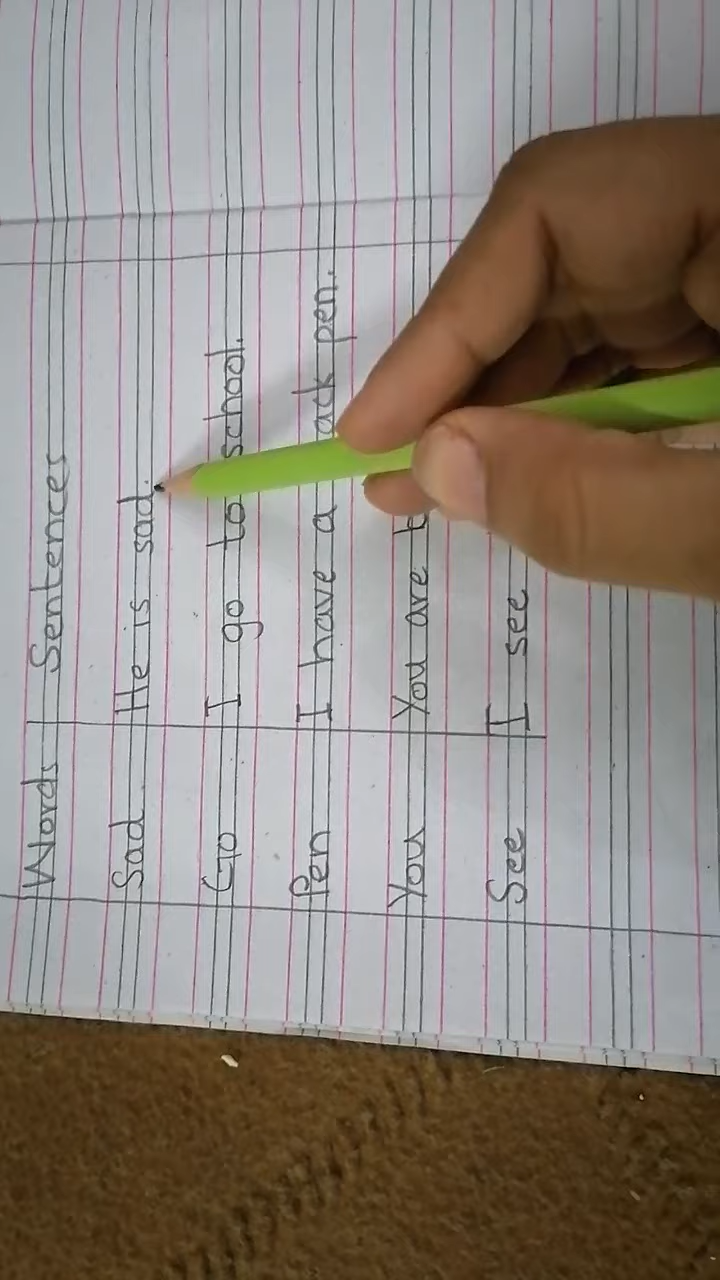 Words Sentences
Sad He is sad.
Go I go to school.
Pen I have a pen.
You You are
See I see